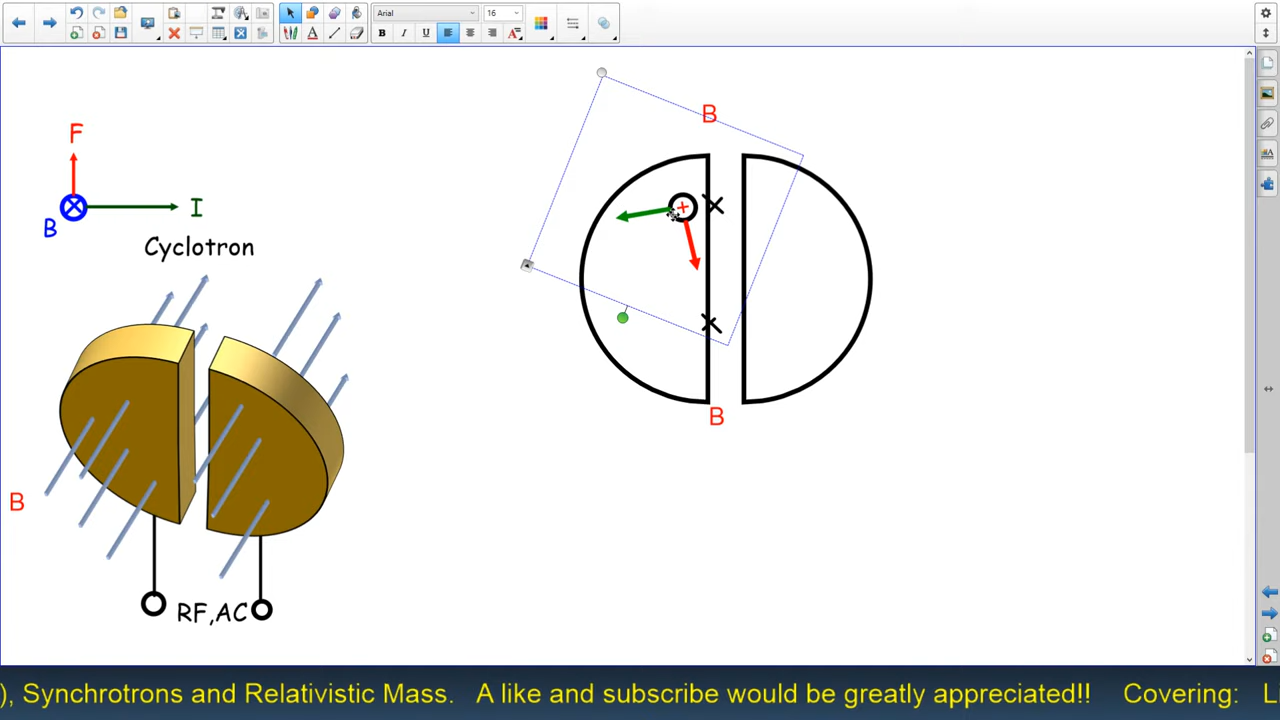 Arial
16
B I U A
F
B
I
Cyclotron
B
RF,AC
B
+
B
), Synchrotrons and Relativistic Mass. A like and subscribe would be greatly appreciated!! Covering: